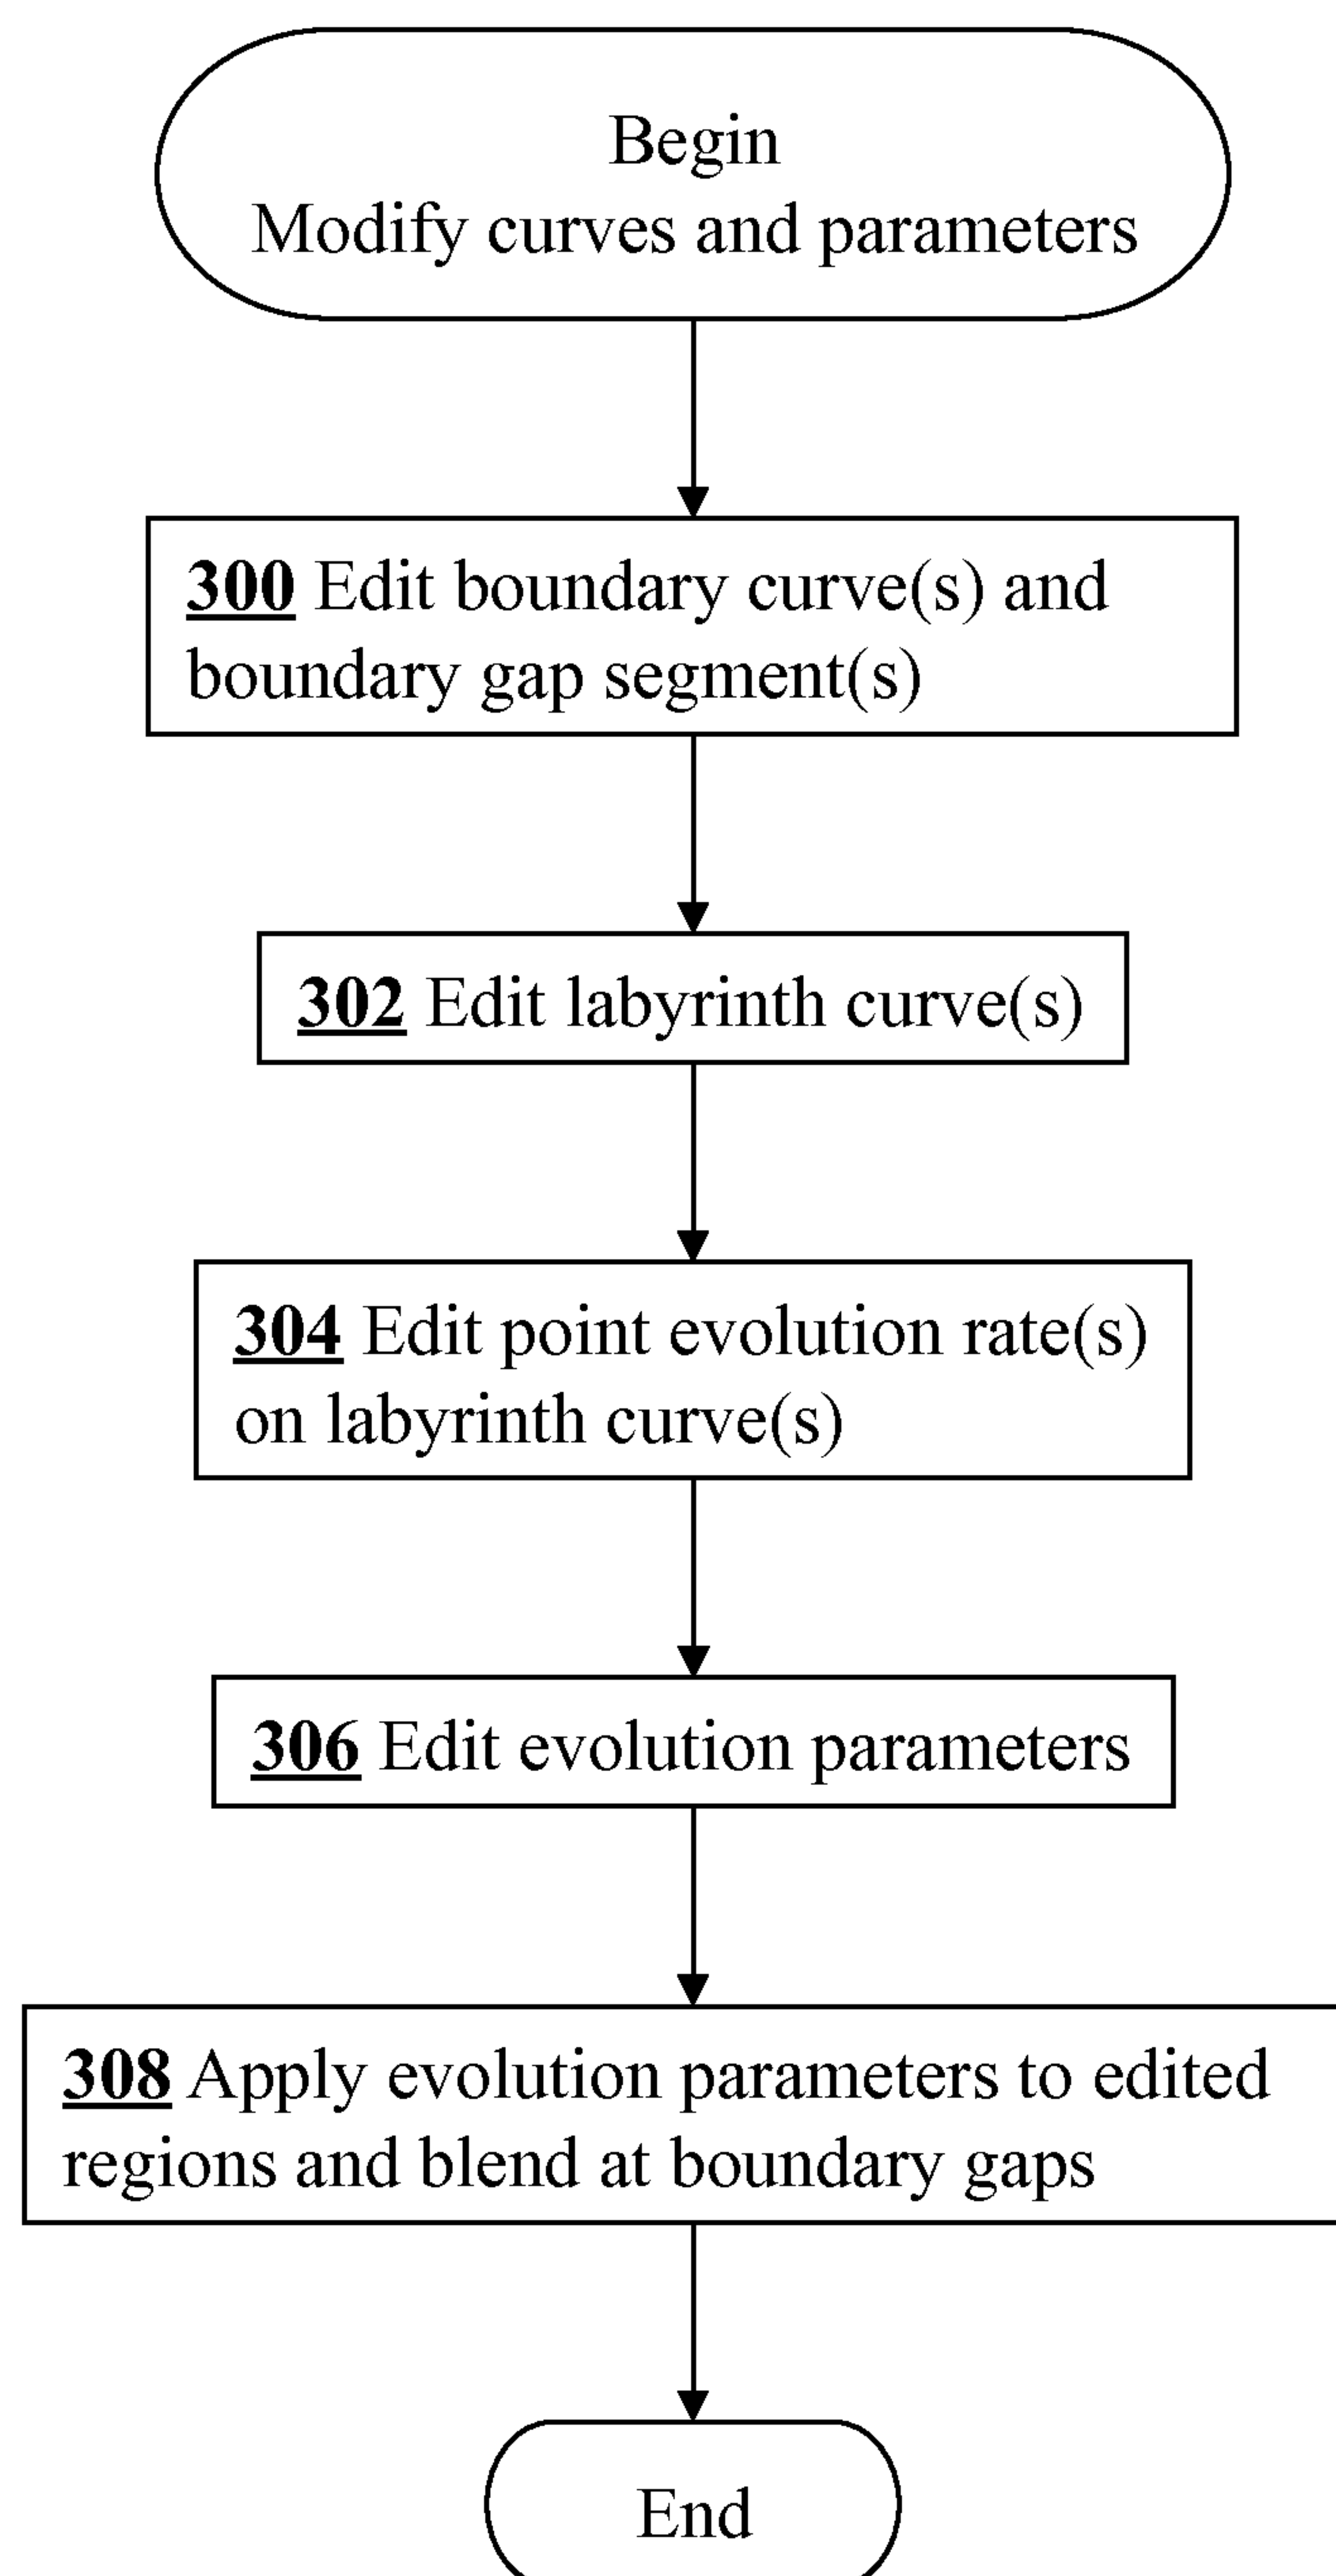 Begin
Modify curves and parameters
300 Edit boundary curve(s) and
boundary gap segment(s)
302 Edit labyrinth curve(s)
304 Edit point evolution rate(s)
on labyrinth curve(s)
306 Edit evolution parameters
308 Apply evolution parameters to edited
regions and blend at boundary gaps
End